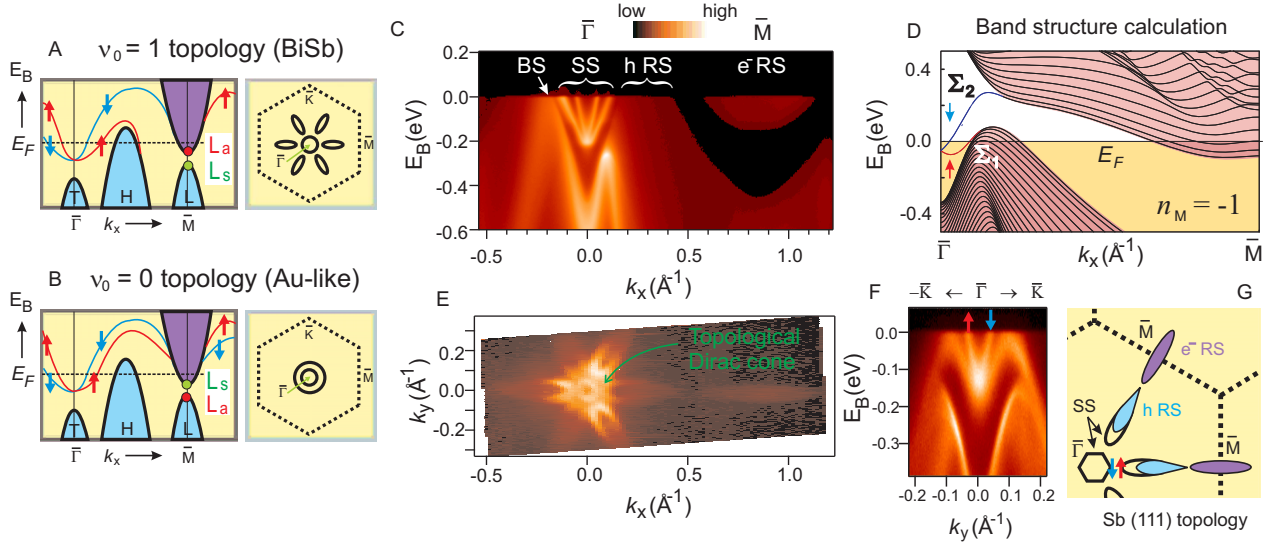 A
ν₀ = 1 topology (BiSb)
E_B
E_F
L_a
L_s
T
H
L
Γ̄
k_x
M̄
K̄
Γ̄
M̄
B
ν₀ = 0 topology (Au-like)
E_B
E_F
L_s
L_a
T
H
L
Γ̄
k_x
M̄
K̄
Γ̄
M̄
C
low
high
Γ̄
M̄
BS
SS
h RS
e⁻ RS
E_B(eV)
0.2
0.0
-0.2
-0.4
-0.6
-0.5
0.0
0.5
1.0
k_x(Å⁻¹)
D
Band structure calculation
E_B(eV)
0.4
0.0
-0.4
Σ₂
Σ₁
E_F
n_M = -1
Γ̄
k_x(Å⁻¹)
M̄
E
k_y(Å⁻¹)
0.2
0.0
-0.2
Topological
Dirac cone
-0.5
0.0
0.5
1.0
k_x(Å⁻¹)
F
−K̄ ← Γ̄ → K̄
E_B(eV)
0.0
-0.1
-0.2
-0.3
-0.2
-0.1
0.0
0.1
0.2
k_y(Å⁻¹)
G
M̄
e⁻ RS
h RS
SS
Γ̄
M̄
Sb (111) topology